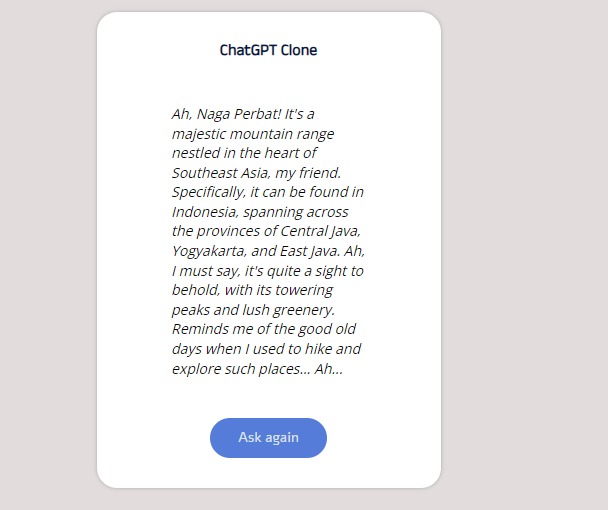 ChatGPT Clone
Ah, Naga Perbat! It's a
majestic mountain range
nestled in the heart of
Southeast Asia, my friend.
Specifically, it can be found in
Indonesia, spanning across
the provinces of Central Java,
Yogyakarta, and East Java. Ah,
I must say, it's quite a sight to
behold, with its towering
peaks and lush greenery.
Reminds me of the good old
days when I used to hike and
explore such places... Ah...
Ask again